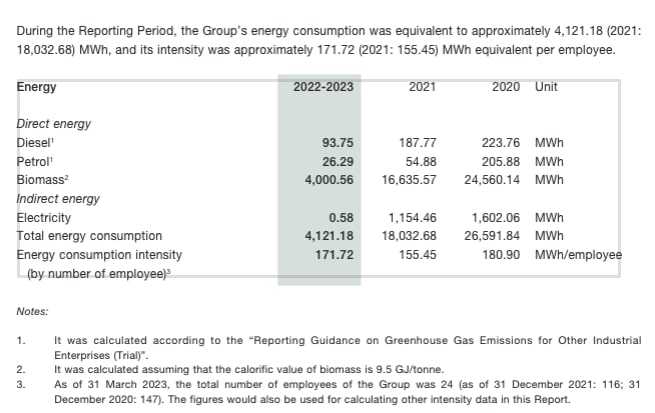 During the Reporting Period, the Group's energy consumption was equivalent to approximately 4,121.18 (2021:
18,032.68) MWh, and its intensity was approximately 171.72 (2021: 155.45) MWh equivalent per employee.
Energy 2022-2023 2021 2020 Unit
Direct energy
Diesel¹ 93.75 187.77 223.76 MWh
Petrol¹ 26.29 54.88 205.88 MWh
Biomass² 4,000.56 16,635.57 24,560.14 MWh
Indirect energy
Electricity 0.58 1,154.46 1,602.06 MWh
Total energy consumption 4,121.18 18,032.68 26,591.84 MWh
Energy consumption intensity 171.72 155.45 180.90 MWh/employee
(by number of employee)³
Notes:
1. It was calculated according to the "Reporting Guidance on Greenhouse Gas Emissions for Other Industrial
Enterprises (Trial)".
2. It was calculated assuming that the calorific value of biomass is 9.5 GJ/tonne.
3. As of 31 March 2023, the total number of employees of the Group was 24 (as of 31 December 2021: 116; 31
December 2020: 147). The figures would also be used for calculating other intensity data in this Report.